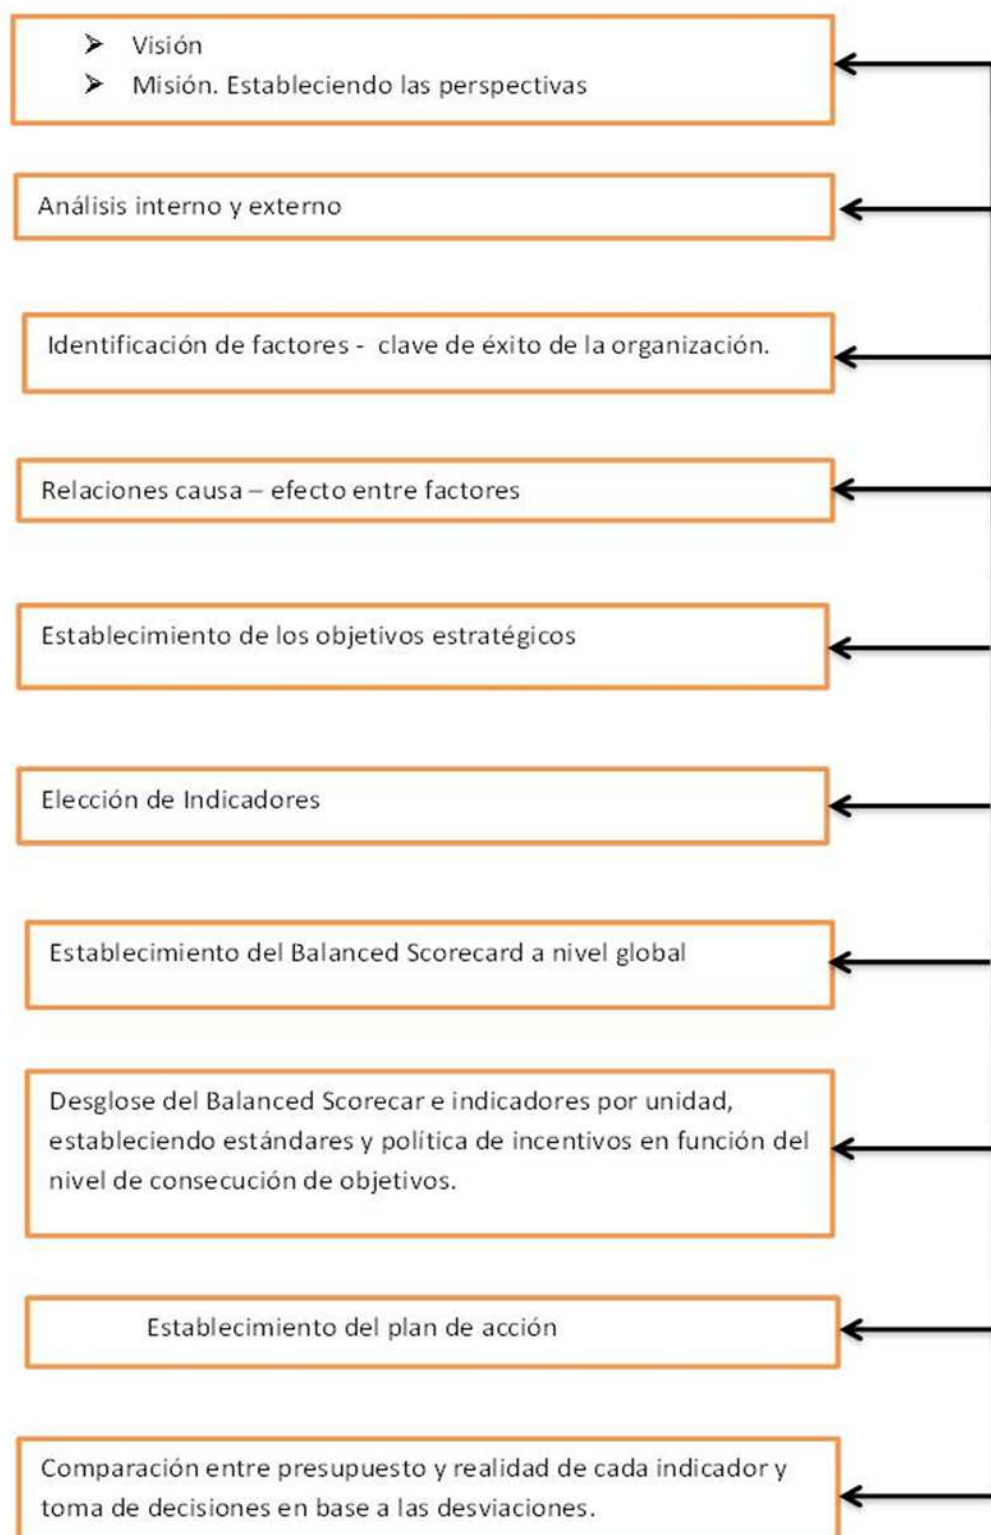 ➢ Visión
➢ Misión. Estableciendo las perspectivas
Análisis interno y externo
Identificación de factores - clave de éxito de la organización.
Relaciones causa – efecto entre factores
Establecimiento de los objetivos estratégicos
Elección de Indicadores
Establecimiento del Balanced Scorecard a nivel global
Desglose del Balanced Scorecar e indicadores por unidad,
estableciendo estándares y política de incentivos en función del
nivel de consecución de objetivos.
Establecimiento del plan de acción
Comparación entre presupuesto y realidad de cada indicador y
toma de decisiones en base a las desviaciones.